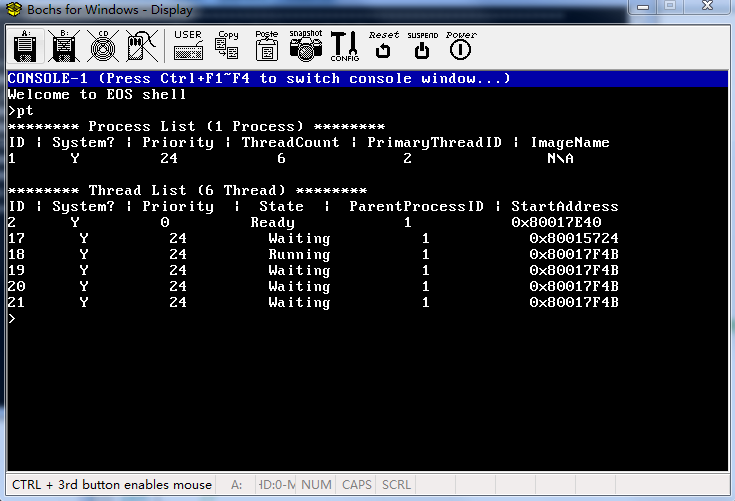 Bochs for Windows - Display
A: B: CD USER Copy Paste snapshot CONFIG Reset SUSPEND Power
CONSOLE-1 (Press Ctrl+F1~F4 to switch console window...)
Welcome to EOS shell
>pt
******** Process List (1 Process) ********
ID | System? | Priority | ThreadCount | PrimaryThreadID | ImageName
1 Y 24 6 2 N\A
******** Thread List (6 Thread) ********
ID | System? | Priority | State | ParentProcessID | StartAddress
2 Y 0 Ready 1 0x80017E40
17 Y 24 Waiting 1 0x80015724
18 Y 24 Running 1 0x80017F4B
19 Y 24 Waiting 1 0x80017F4B
20 Y 24 Waiting 1 0x80017F4B
21 Y 24 Waiting 1 0x80017F4B
>
CTRL + 3rd button enables mouse A: HD:0-M NUM CAPS SCRL